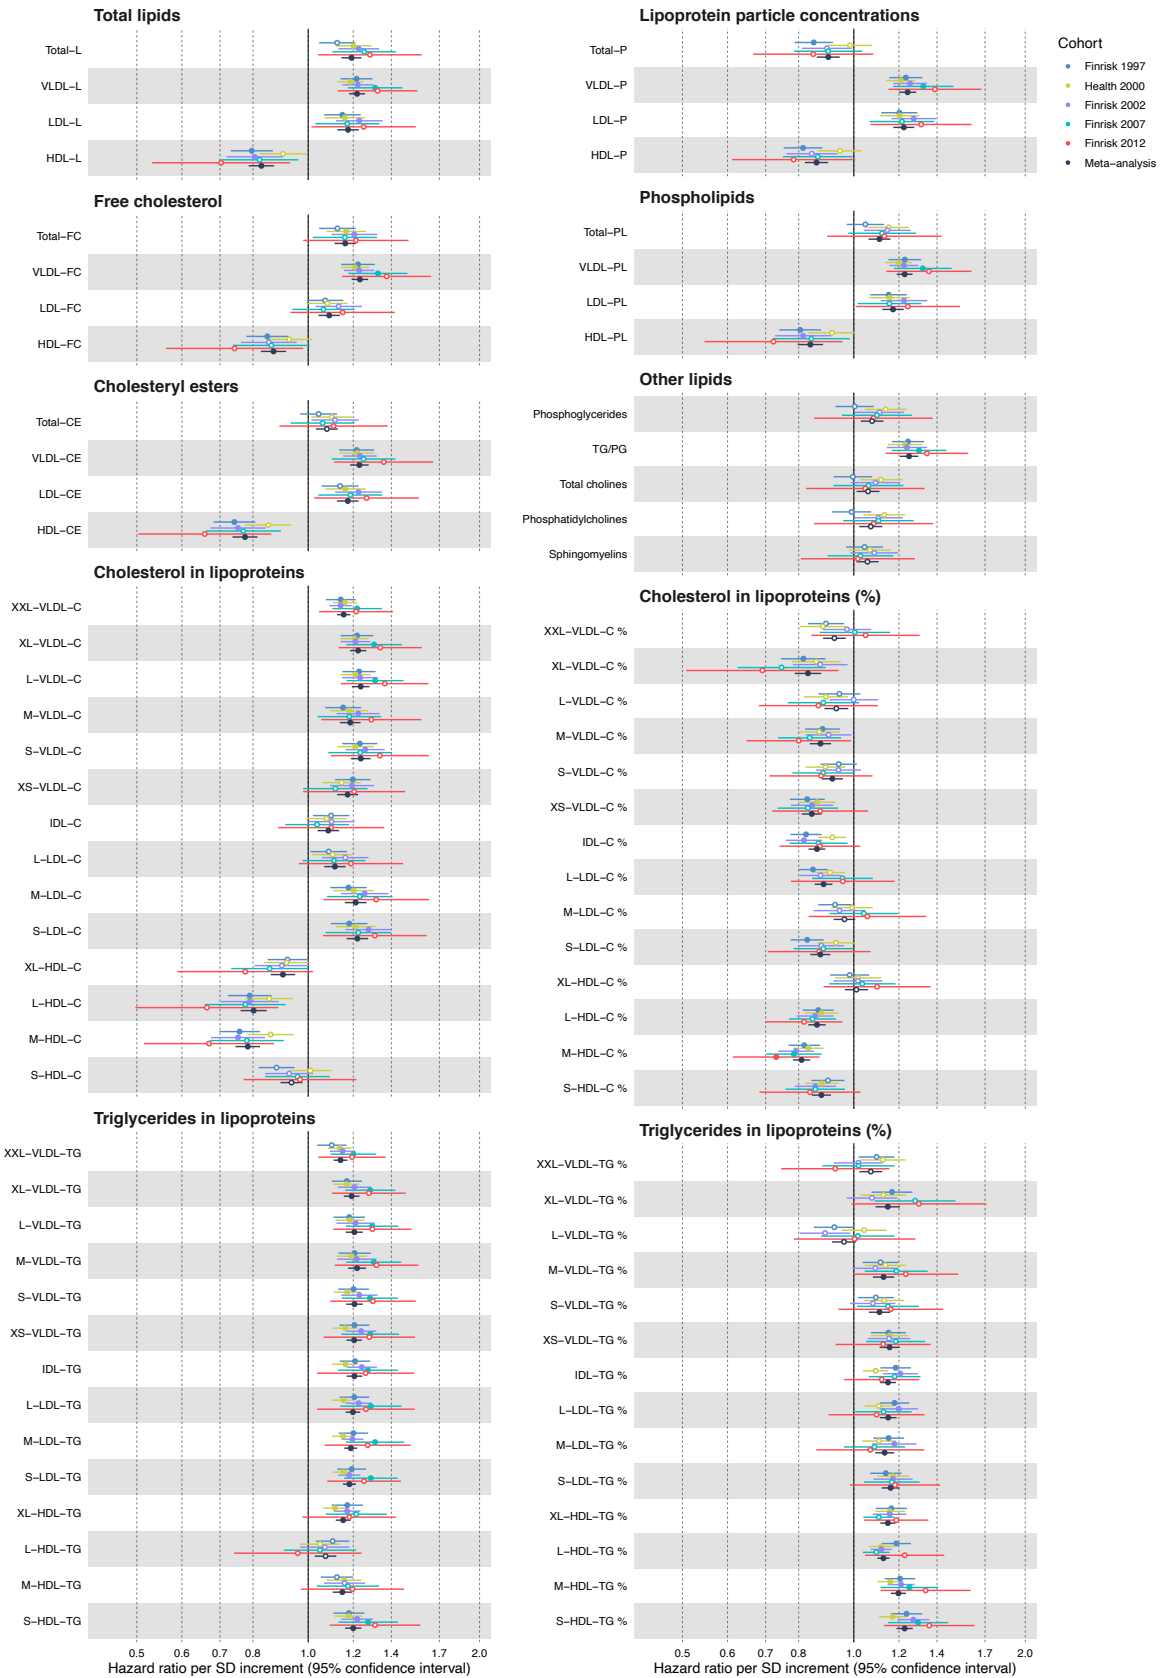 Total lipids
Total−L
VLDL−L
LDL−L
HDL−L
Free cholesterol
Total−FC
VLDL−FC
LDL−FC
HDL−FC
Cholesteryl esters
Total−CE
VLDL−CE
LDL−CE
HDL−CE
Cholesterol in lipoproteins
XXL−VLDL−C
XL−VLDL−C
L−VLDL−C
M−VLDL−C
S−VLDL−C
XS−VLDL−C
IDL−C
L−LDL−C
M−LDL−C
S−LDL−C
XL−HDL−C
L−HDL−C
M−HDL−C
S−HDL−C
Triglycerides in lipoproteins
XXL−VLDL−TG
XL−VLDL−TG
L−VLDL−TG
M−VLDL−TG
S−VLDL−TG
XS−VLDL−TG
IDL−TG
L−LDL−TG
M−LDL−TG
S−LDL−TG
XL−HDL−TG
L−HDL−TG
M−HDL−TG
S−HDL−TG
0.5 0.6 0.7 0.8 1.0 1.2 1.4 1.7 2.0
Hazard ratio per SD increment (95% confidence interval)
Lipoprotein particle concentrations
Total−P
VLDL−P
LDL−P
HDL−P
Phospholipids
Total−PL
VLDL−PL
LDL−PL
HDL−PL
Other lipids
Phosphoglycerides
TG/PG
Total cholines
Phosphatidylcholines
Sphingomyelins
Cholesterol in lipoproteins (%)
XXL−VLDL−C %
XL−VLDL−C %
L−VLDL−C %
M−VLDL−C %
S−VLDL−C %
XS−VLDL−C %
IDL−C %
L−LDL−C %
M−LDL−C %
S−LDL−C %
XL−HDL−C %
L−HDL−C %
M−HDL−C %
S−HDL−C %
Triglycerides in lipoproteins (%)
XXL−VLDL−TG %
XL−VLDL−TG %
L−VLDL−TG %
M−VLDL−TG %
S−VLDL−TG %
XS−VLDL−TG %
IDL−TG %
L−LDL−TG %
M−LDL−TG %
S−LDL−TG %
XL−HDL−TG %
L−HDL−TG %
M−HDL−TG %
S−HDL−TG %
0.5 0.6 0.7 0.8 1.0 1.2 1.4 1.7 2.0
Hazard ratio per SD increment (95% confidence interval)
Cohort
Finrisk 1997
Health 2000
Finrisk 2002
Finrisk 2007
Finrisk 2012
Meta−analysis